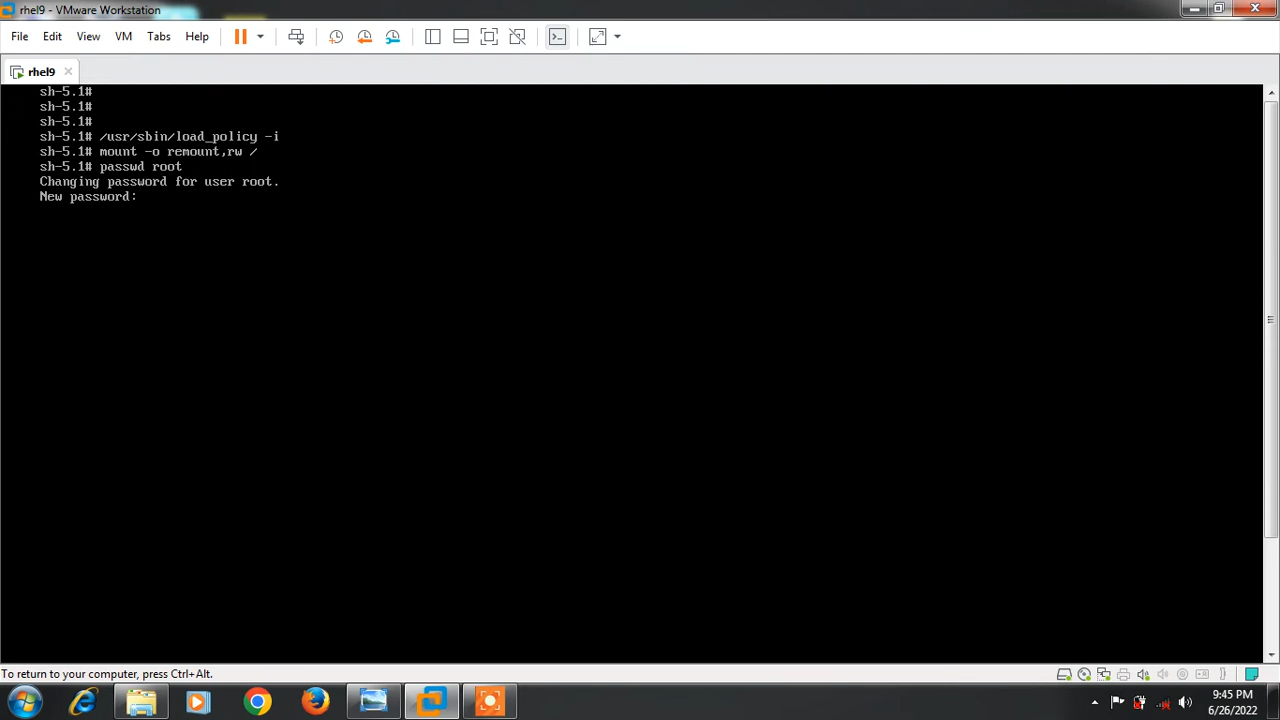 rhel9 - VMware Workstation
File Edit View VM Tabs Help
rhel9
sh-5.1#
sh-5.1#
sh-5.1#
sh-5.1# /usr/sbin/load_policy -i
sh-5.1# mount -o remount,rw /
sh-5.1# passwd root
Changing password for user root.
New password:
To return to your computer, press Ctrl+Alt.
9:45 PM
6/26/2022